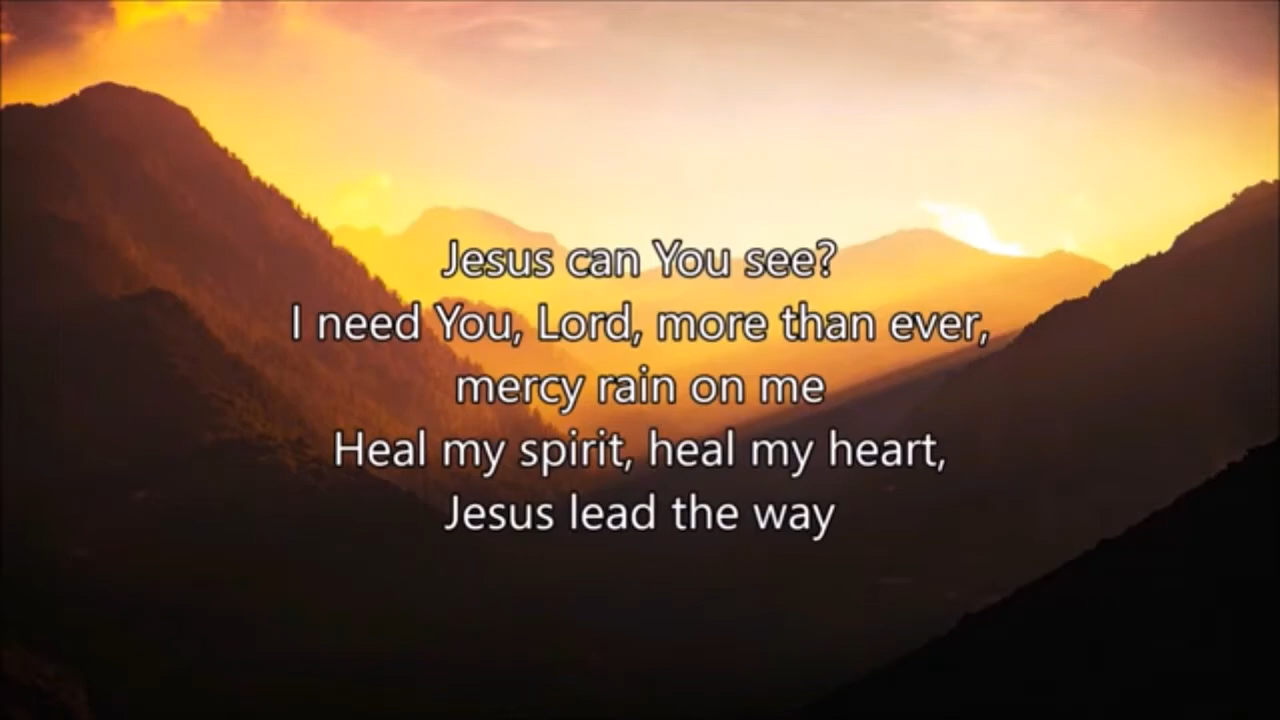 Jesus can You see?
I need You, Lord, more than ever,
mercy rain on me
Heal my spirit, heal my heart,
Jesus lead the way